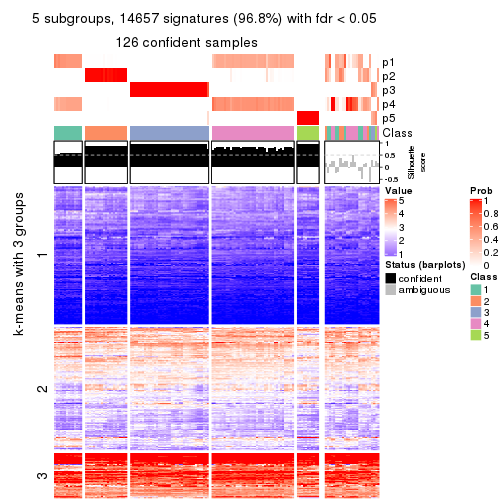 5 subgroups, 14657 signatures (96.8%) with fdr < 0.05
126 confident samples
p1
p2
p3
p4
p5
Class
1
0.5
0
-0.5
Silhouette
score
k-means with 3 groups
1
2
3
Value
5
4
3
2
1
Status (barplots)
confident
ambiguous
Prob
1
0.8
0.6
0.4
0.2
0
Class
1
2
3
4
5